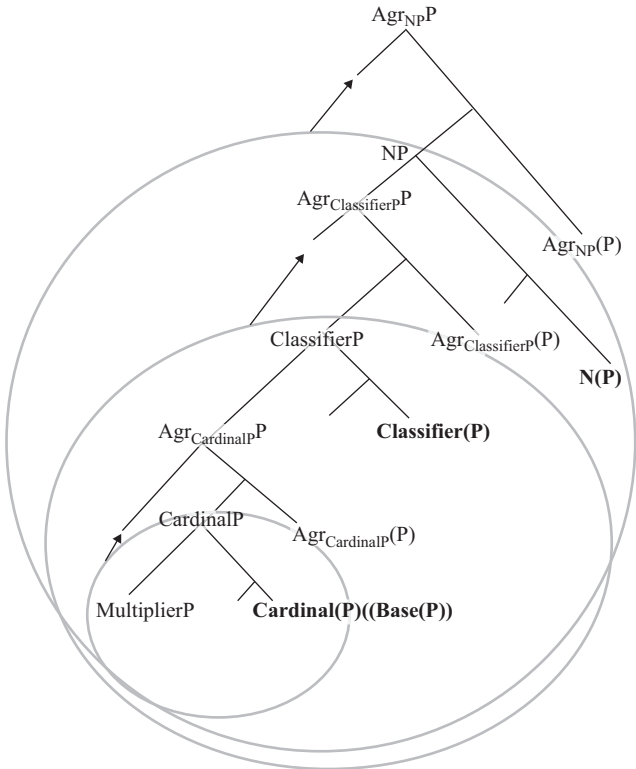 Agr_NP P
NP
Agr_ClassifierP P
Agr_NP (P)
ClassifierP
Agr_ClassifierP (P)
N(P)
Agr_CardinalP P
Classifier(P)
CardinalP
Agr_CardinalP (P)
MultiplierP
Cardinal(P)((Base(P))